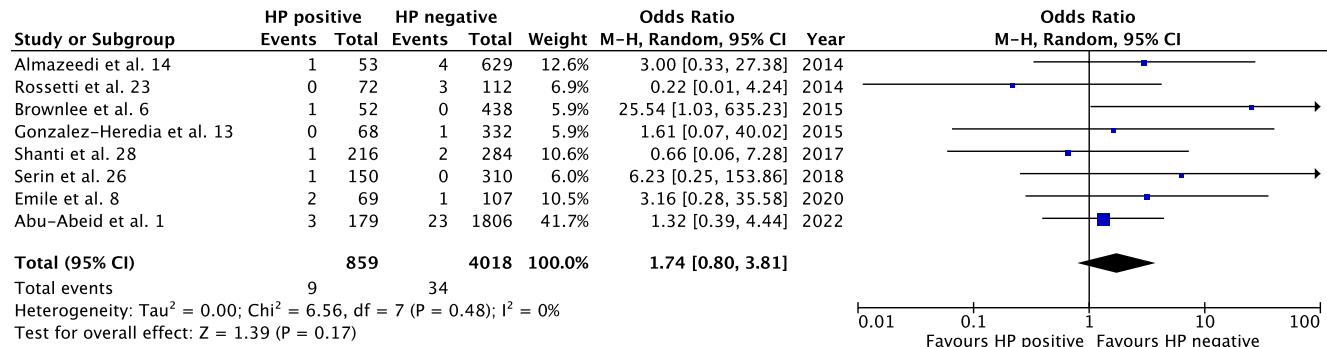 HP positive HP negative Odds Ratio Odds Ratio
Study or Subgroup Events Total Events Total Weight M-H, Random, 95% CI Year M-H, Random, 95% CI
Almazeedi et al. 14 1 53 4 629 12.6% 3.00 [0.33, 27.38] 2014
Rossetti et al. 23 0 72 3 112 6.9% 0.22 [0.01, 4.24] 2014
Brownlee et al. 6 1 52 0 438 5.9% 25.54 [1.03, 635.23] 2015
Gonzalez-Heredia et al. 13 0 68 1 332 5.9% 1.61 [0.07, 40.02] 2015
Shanti et al. 28 1 216 2 284 10.6% 0.66 [0.06, 7.28] 2017
Serin et al. 26 1 150 0 310 6.0% 6.23 [0.25, 153.86] 2018
Emile et al. 8 2 69 1 107 10.5% 3.16 [0.28, 35.58] 2020
Abu-Abeid et al. 1 3 179 23 1806 41.7% 1.32 [0.39, 4.44] 2022
Total (95% CI) 859 4018 100.0% 1.74 [0.80, 3.81]
Total events 9 34
Heterogeneity: Tau² = 0.00; Chi² = 6.56, df = 7 (P = 0.48); I² = 0%
Test for overall effect: Z = 1.39 (P = 0.17)
0.01 0.1 1 10 100
Favours HP positive Favours HP negative